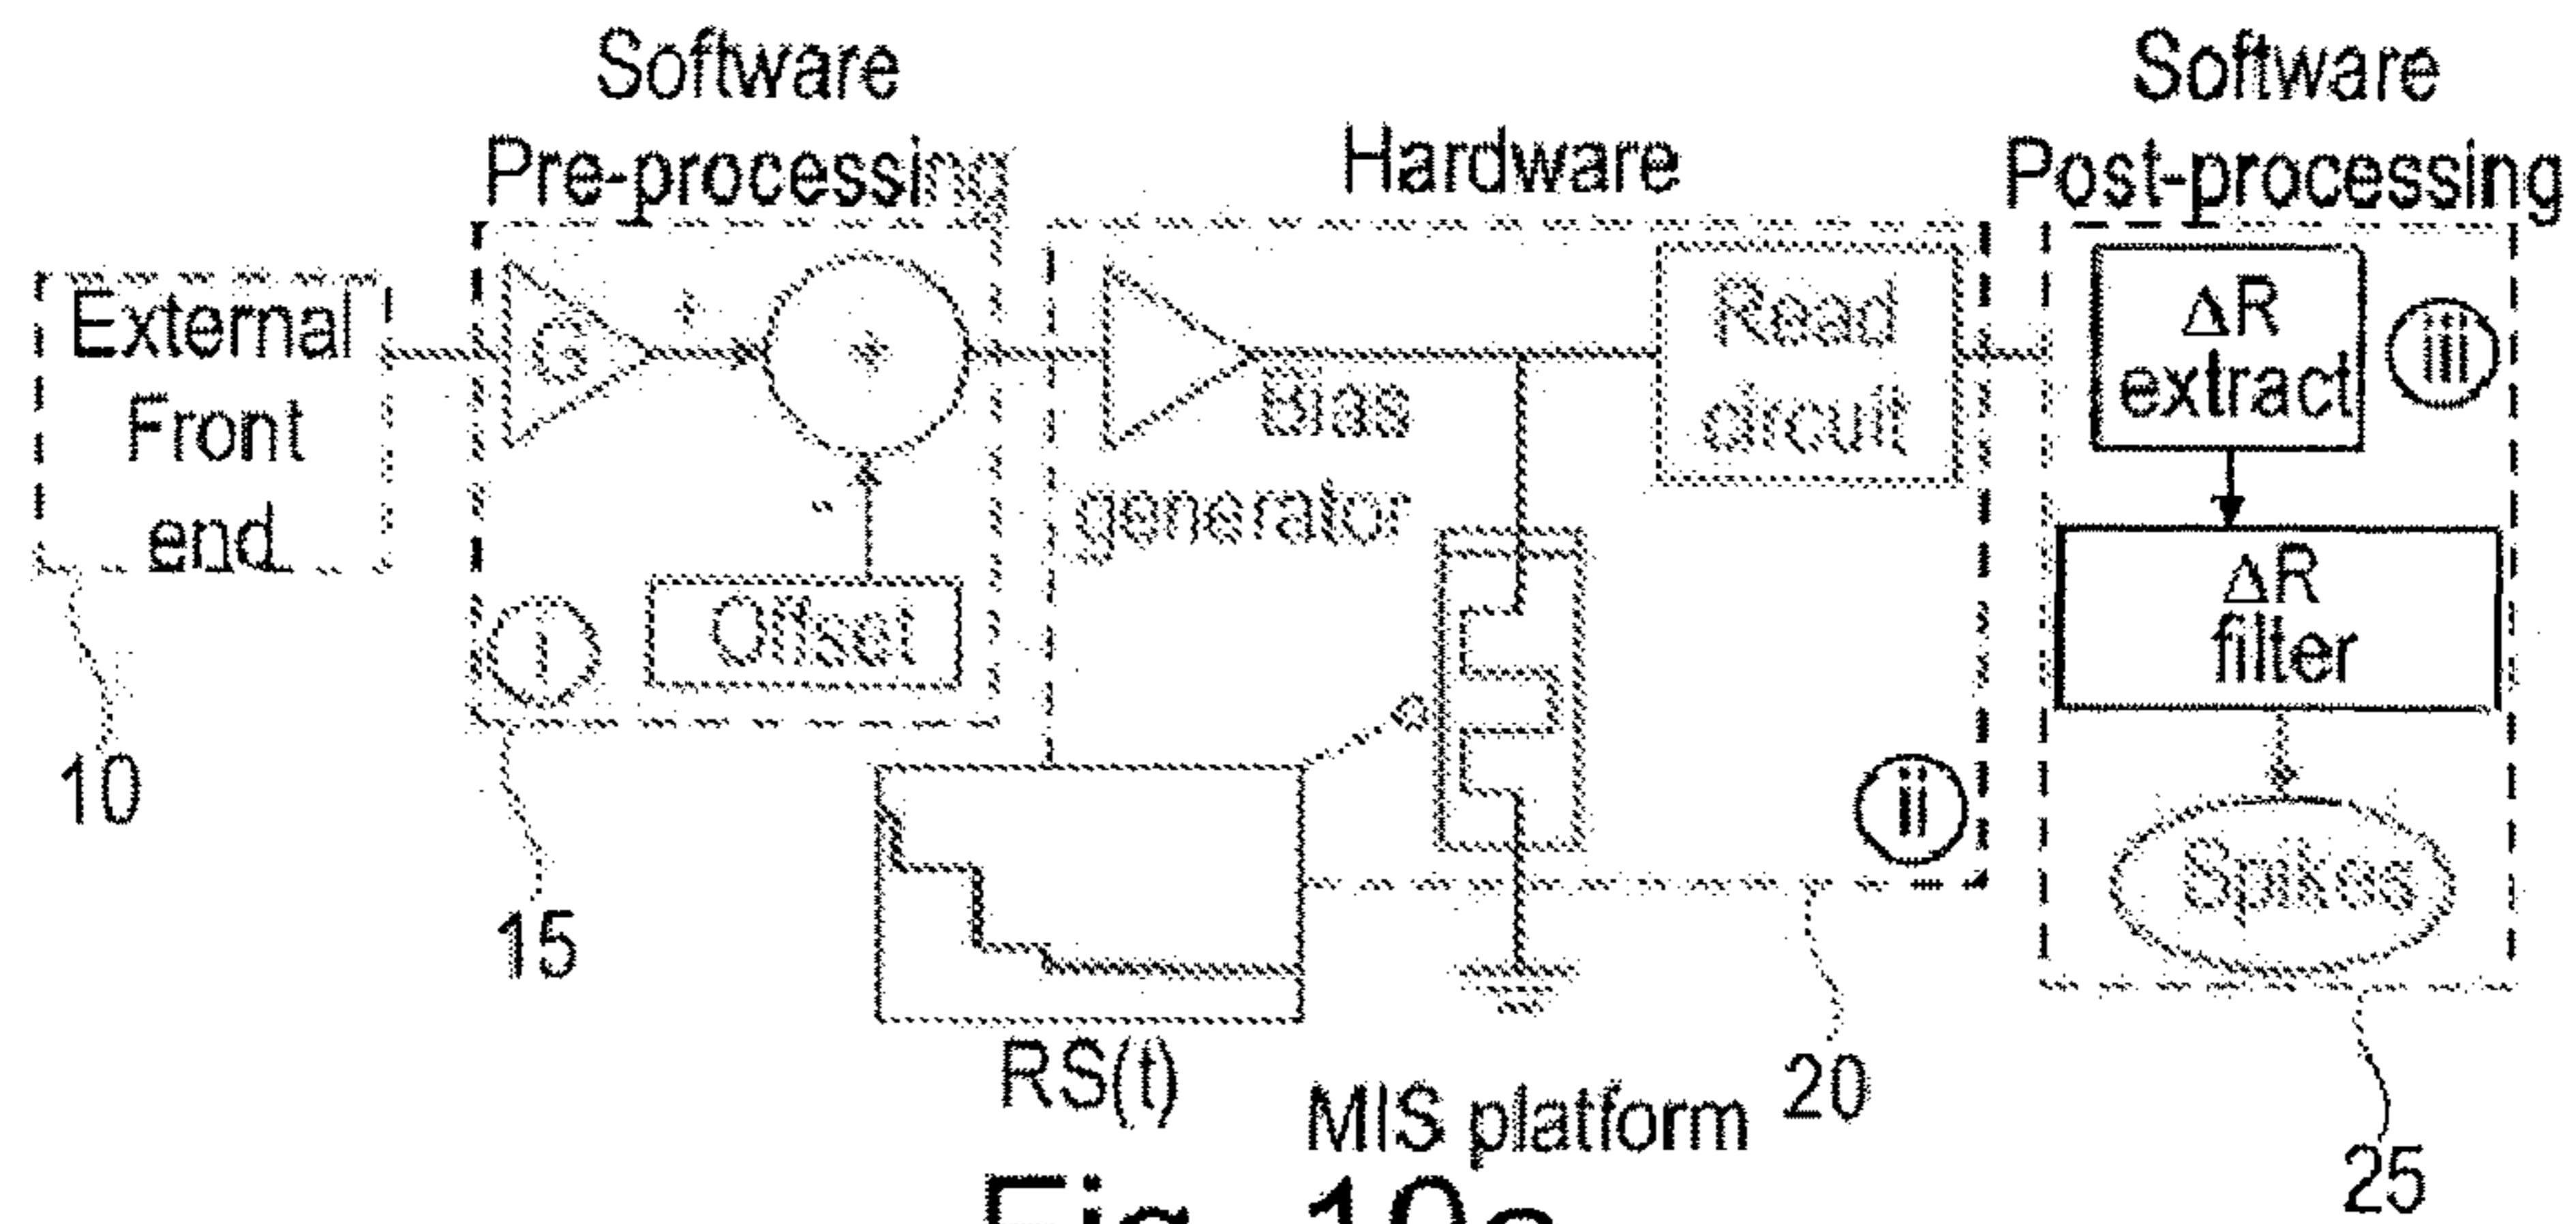 Software
Pre-processing
Hardware
Software
Post-processing
External
Front
end
G
+
+
-
Offset
i
Bias
generator
Read
circuit
ii
ΔR
extract
iii
ΔR
filter
Spikes
10
15
RS(t)
MIS platform
20
25